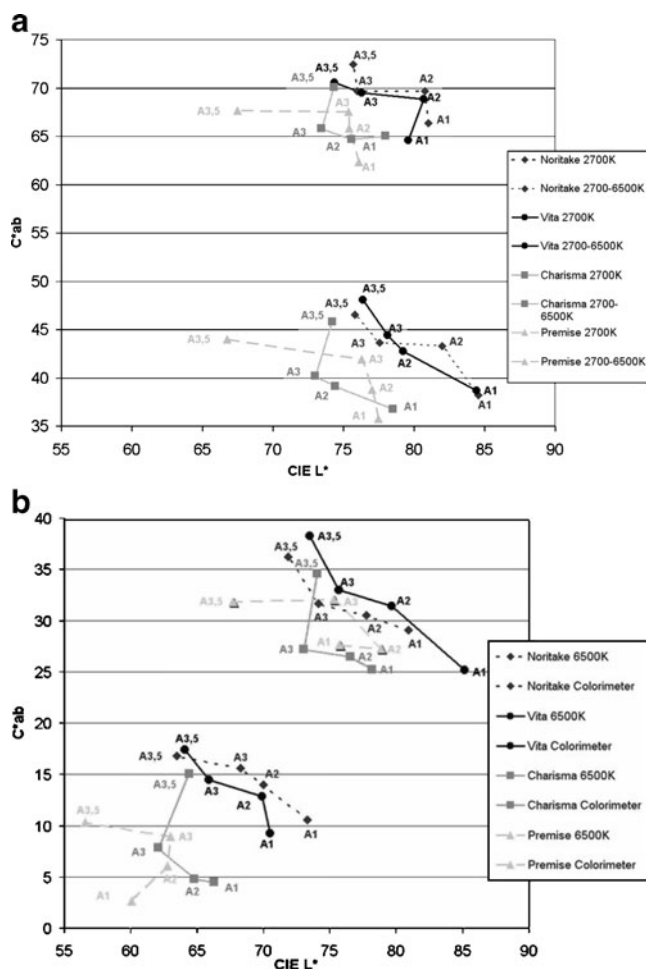 a
75
A3,5
70
A3,5
A3,5
A3
A2
A3
A2
A3,5
A3
65
A3
A2
A2
A1
A1
A1
A1
60
55
50
A3,5
A3,5
45
A3,5
A3
A3,5
A3
A2
A3
A2
40
A3
A2
A2
A1
A1
A1
A1
35
55 60 65 70 75 80 85 90
C*ab
CIE L*
Noritake 2700K
Noritake 2700-6500K
Vita 2700K
Vita 2700-6500K
Charisma 2700K
Charisma 2700-
6500K
Premise 2700K
Premise 2700-6500K
b
40
A3,5
A3,5
35
A3,5
A3,5
A3
A3
A2
30
A3
A2
A1
A3
A1
A2
A2
25
A1
A1
20
A3,5
A3,5
A3
15
A3,5
A2
A3
A2
A3,5
10
A3
A1
A1
A3
A2
5
A1
A2
A1
0
55 60 65 70 75 80 85 90
C*ab
CIE L*
Noritake 6500K
Noritake Colorimeter
Vita 6500K
Vita Colorimeter
Charisma 6500K
Charisma Colorimeter
Premise 6500K
Premise Colorimeter